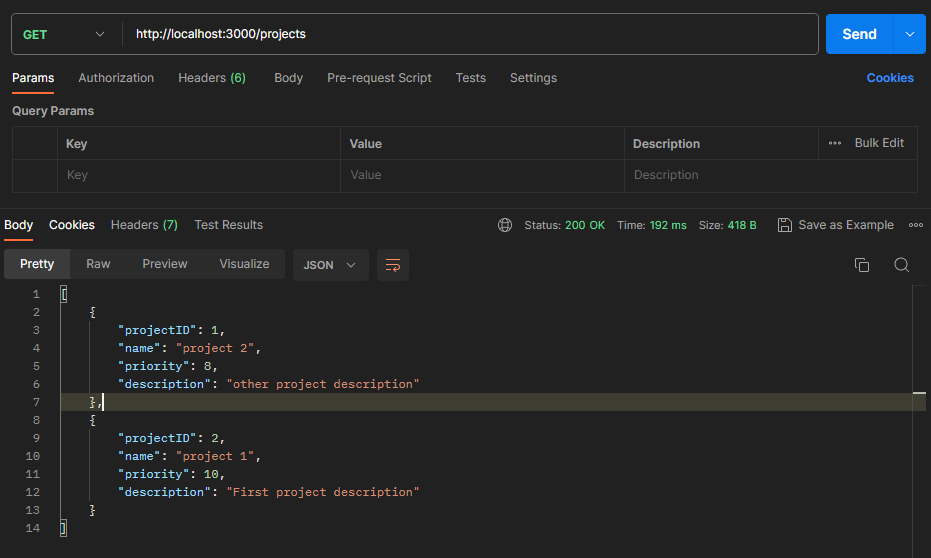 GET http://localhost:3000/projects Send
Params Authorization Headers (6) Body Pre-request Script Tests Settings Cookies
Query Params
Key Value Description Bulk Edit
Key Value Description
Body Cookies Headers (7) Test Results Status: 200 OK Time: 192 ms Size: 418 B Save as Example
Pretty Raw Preview Visualize JSON
1 [
2 {
3 "projectID": 1,
4 "name": "project 2",
5 "priority": 8,
6 "description": "other project description"
7 },
8 {
9 "projectID": 2,
10 "name": "project 1",
11 "priority": 10,
12 "description": "First project description"
13 }
14 ]